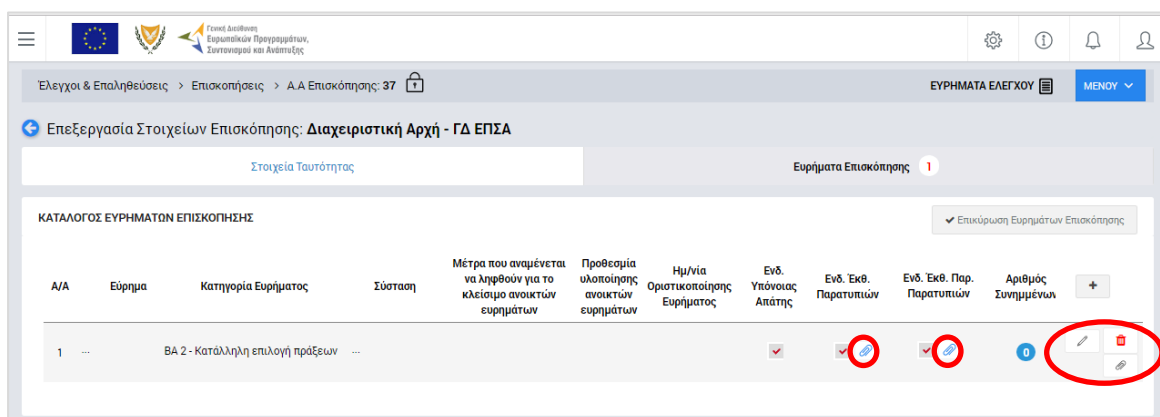 Γενική Διεύθυνση
Ευρωπαϊκών Προγραμμάτων,
Συντονισμού και Ανάπτυξης
Έλεγχοι & Επαληθεύσεις > Επισκοπήσεις > Α.Α Επισκόπησης: 37
ΕΥΡΗΜΑΤΑ ΕΛΕΓΧΟΥ
ΜΕΝΟΥ
Επεξεργασία Στοιχείων Επισκόπησης: Διαχειριστική Αρχή - ΓΔ ΕΠΣΑ
Στοιχεία Ταυτότητας
Ευρήματα Επισκόπησης 1
ΚΑΤΑΛΟΓΟΣ ΕΥΡΗΜΑΤΩΝ ΕΠΙΣΚΟΠΗΣΗΣ
Επικύρωση Ευρημάτων Επισκόπησης
Α/Α
Εύρημα
Κατηγορία Ευρήματος
Σύσταση
Μέτρα που αναμένεται
να ληφθούν για το
κλείσιμο ανοικτών
ευρημάτων
Προθεσμία
υλοποίησης
ανοικτών
ευρημάτων
Ημ/νία
Οριστικοποίησης
Ευρήματος
Ενδ.
Υπόνοιας
Απάτης
Ενδ. Έκθ.
Παρατυπιών
Ενδ. Έκθ. Παρ.
Παρατυπιών
Αριθμός
Συνημμένων
+
1 ... ΒΑ 2 - Κατάλληλη επιλογή πράξεων ... 0